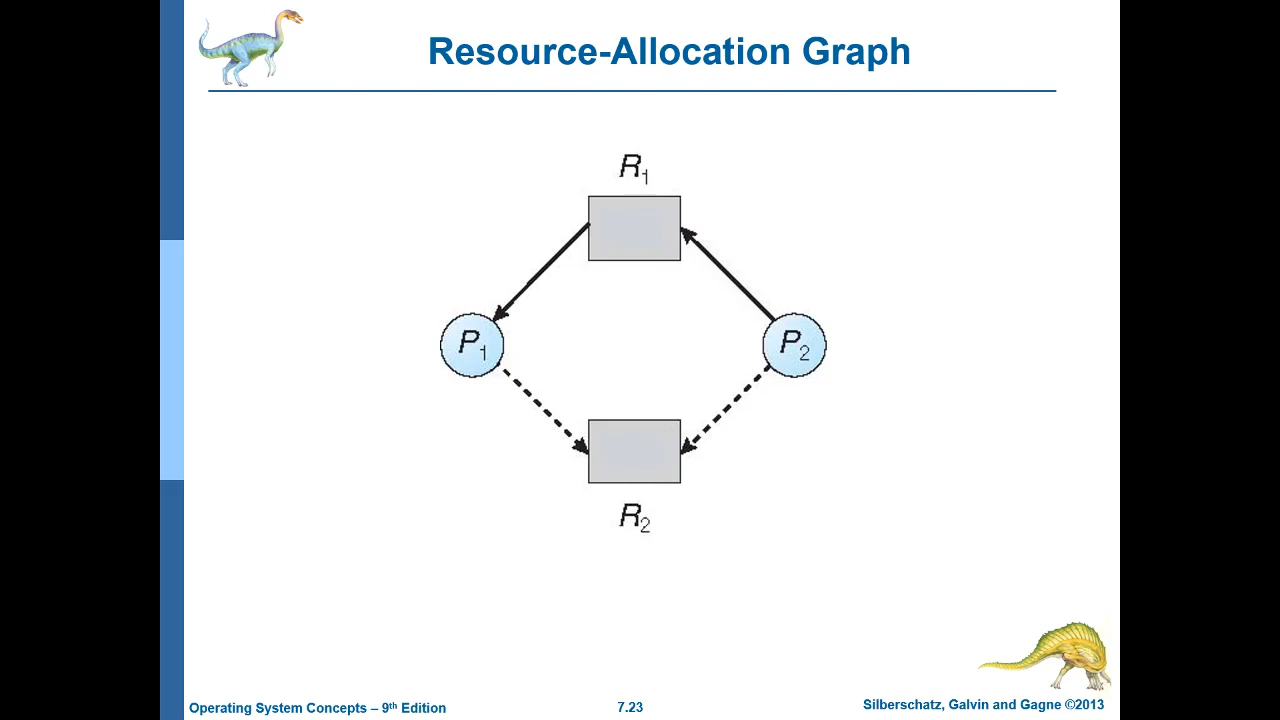 Resource-Allocation Graph
R1
P1
P2
R2
Operating System Concepts – 9th Edition
7.23
Silberschatz, Galvin and Gagne ©2013